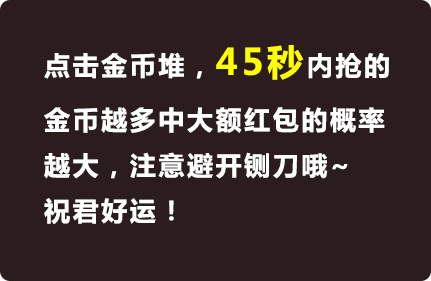 点击金币堆，45秒内抢的
金币越多中大额红包的概率
越大，注意避开铡刀哦~
祝君好运！